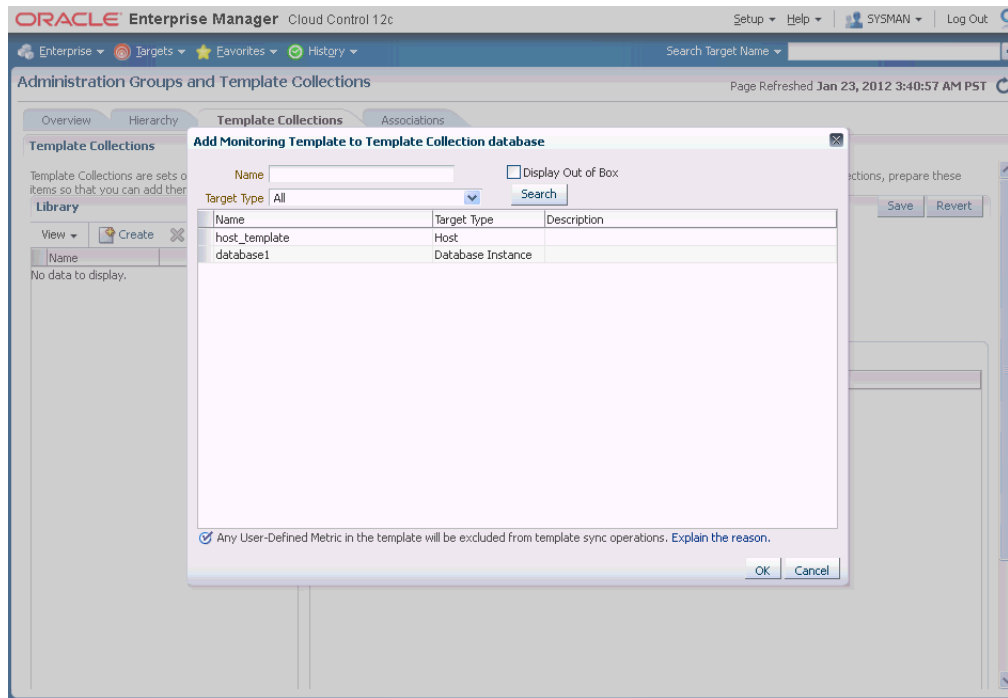 ORACLE Enterprise Manager Cloud Control 12c
Setup Help SYSMAN Log Out
Enterprise Targets Favorites History Search Target Name
Administration Groups and Template Collections
Page Refreshed Jan 23, 2012 3:40:57 AM PST
Overview Hierarchy Template Collections Associations
Template Collections
Template Collections are sets o
items so that you can add ther
ections, prepare these
Library
Save Revert
View Create
Name
No data to display.
Add Monitoring Template to Template Collection database
Name
Display Out of Box
Target Type All
Search
Name Target Type Description
host_template Host
database1 Database Instance
Any User-Defined Metric in the template will be excluded from template sync operations. Explain the reason.
OK Cancel